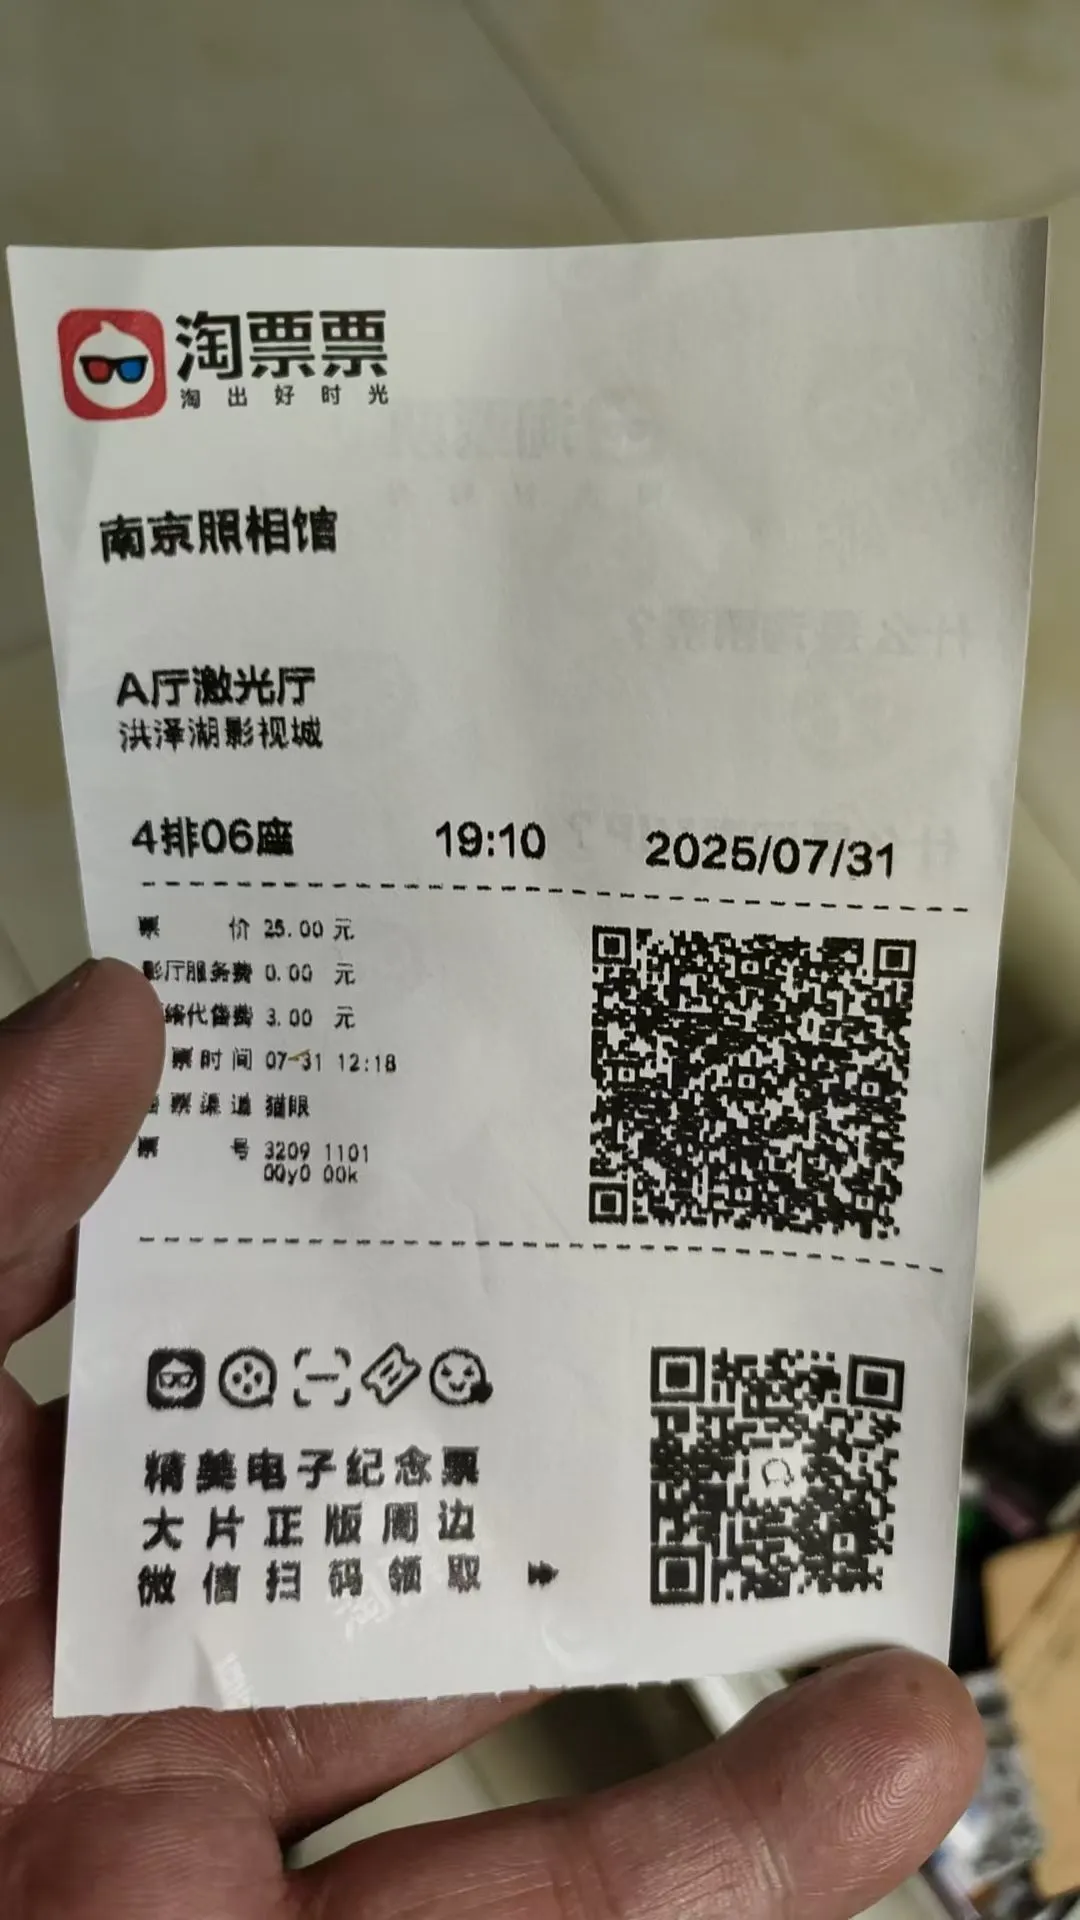 淘票票
淘出好时光
南京照相馆
A厅激光厅
洪泽湖影视城
4排06座 19:10 2025/07/31
票 价 25.00 元
影厅服务费 0.00 元
络代售费 3.00 元
票时间 07-31 12:18
票渠道 猫眼
票 号 3209 1101
00y0 00k
精美电子纪念票
大片正版周边
微信扫码领取